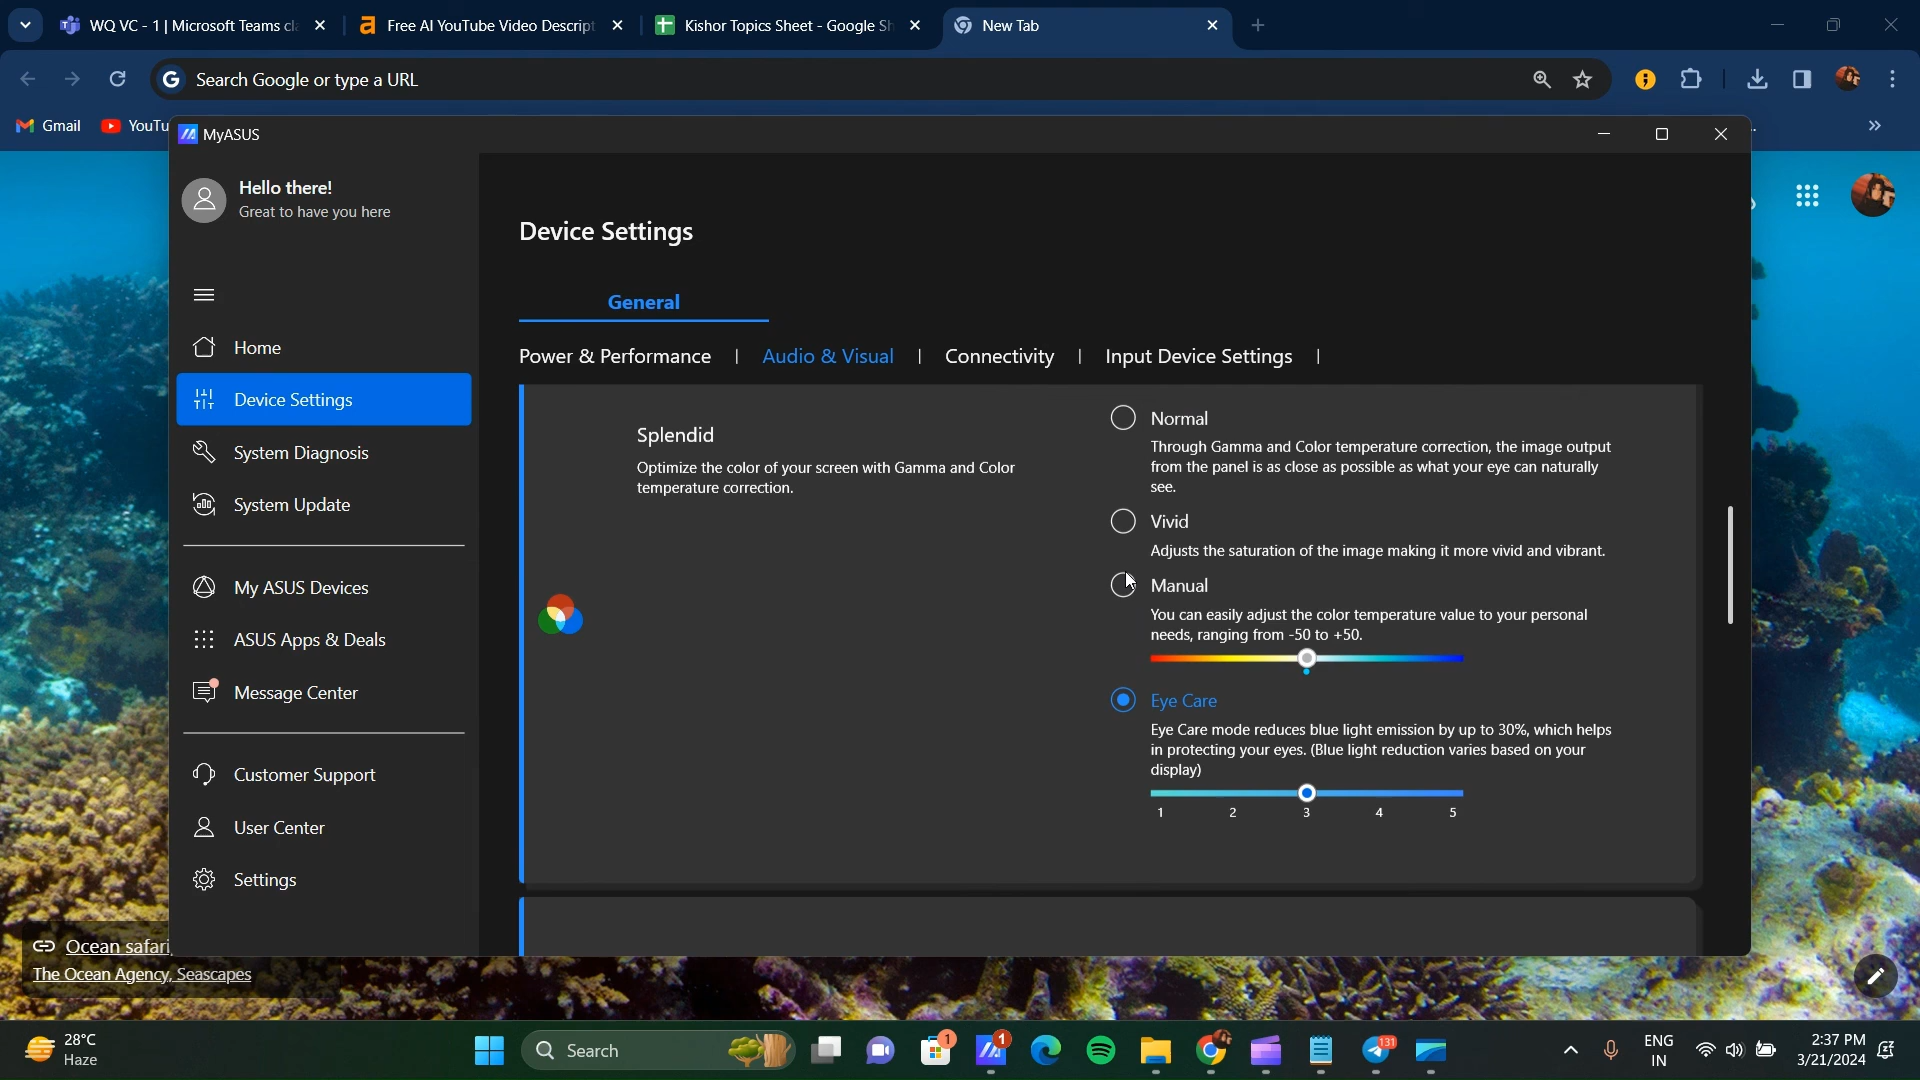 WQ VC - 1 | Microsoft Teams cl
Free AI YouTube Video Descript
Kishor Topics Sheet - Google Sh
New Tab
Search Google or type a URL
Gmail
YouTu
MyASUS
Hello there!
Great to have you here
Home
Device Settings
System Diagnosis
System Update
My ASUS Devices
ASUS Apps & Deals
Message Center
Customer Support
User Center
Settings
Device Settings
General
Power & Performance | Audio & Visual | Connectivity | Input Device Settings |
Splendid
Optimize the color of your screen with Gamma and Color
temperature correction.
Normal
Through Gamma and Color temperature correction, the image output
from the panel is as close as possible as what your eye can naturally
see.
Vivid
Adjusts the saturation of the image making it more vivid and vibrant.
Manual
You can easily adjust the color temperature value to your personal
needs, ranging from -50 to +50.
Eye Care
Eye Care mode reduces blue light emission by up to 30%, which helps
in protecting your eyes. (Blue light reduction varies based on your
display)
1 2 3 4 5
Ocean safari
The Ocean Agency, Seascapes
28°C
Haze
Search
1
1
131
ENG
IN
2:37 PM
3/21/2024